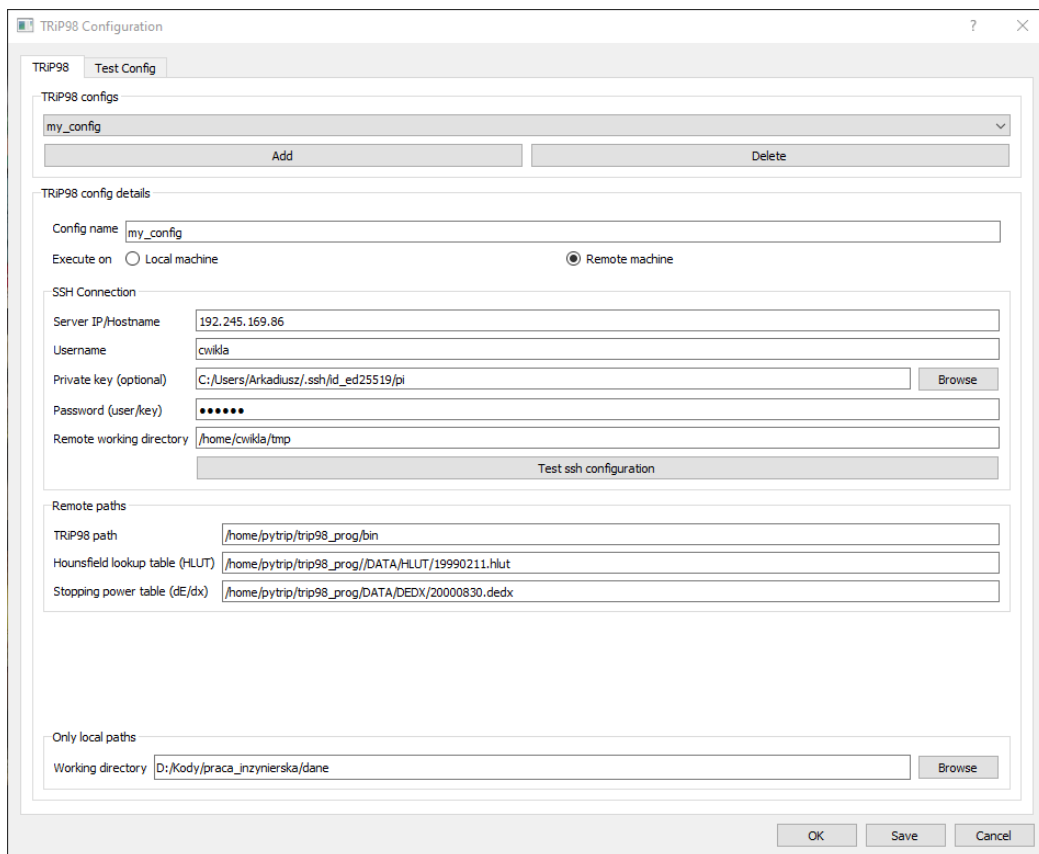 TRiP98 Configuration
TRiP98 Test Config
TRiP98 configs
my_config
Add Delete
TRiP98 config details
Config name my_config
Execute on Local machine Remote machine
SSH Connection
Server IP/Hostname 192.245.169.86
Username cwikla
Private key (optional) C:/Users/Arkadiusz/.ssh/id_ed25519/pi Browse
Password (user/key) ●●●●●●
Remote working directory /home/cwikla/tmp
Test ssh configuration
Remote paths
TRiP98 path /home/pytrip/trip98_prog/bin
Hounsfield lookup table (HLUT) /home/pytrip/trip98_prog//DATA/HLUT/19990211.hlut
Stopping power table (dE/dx) /home/pytrip/trip98_prog/DATA/DEDX/20000830.dedx
Only local paths
Working directory D:/Kody/praca_inzynierska/dane Browse
OK Save Cancel